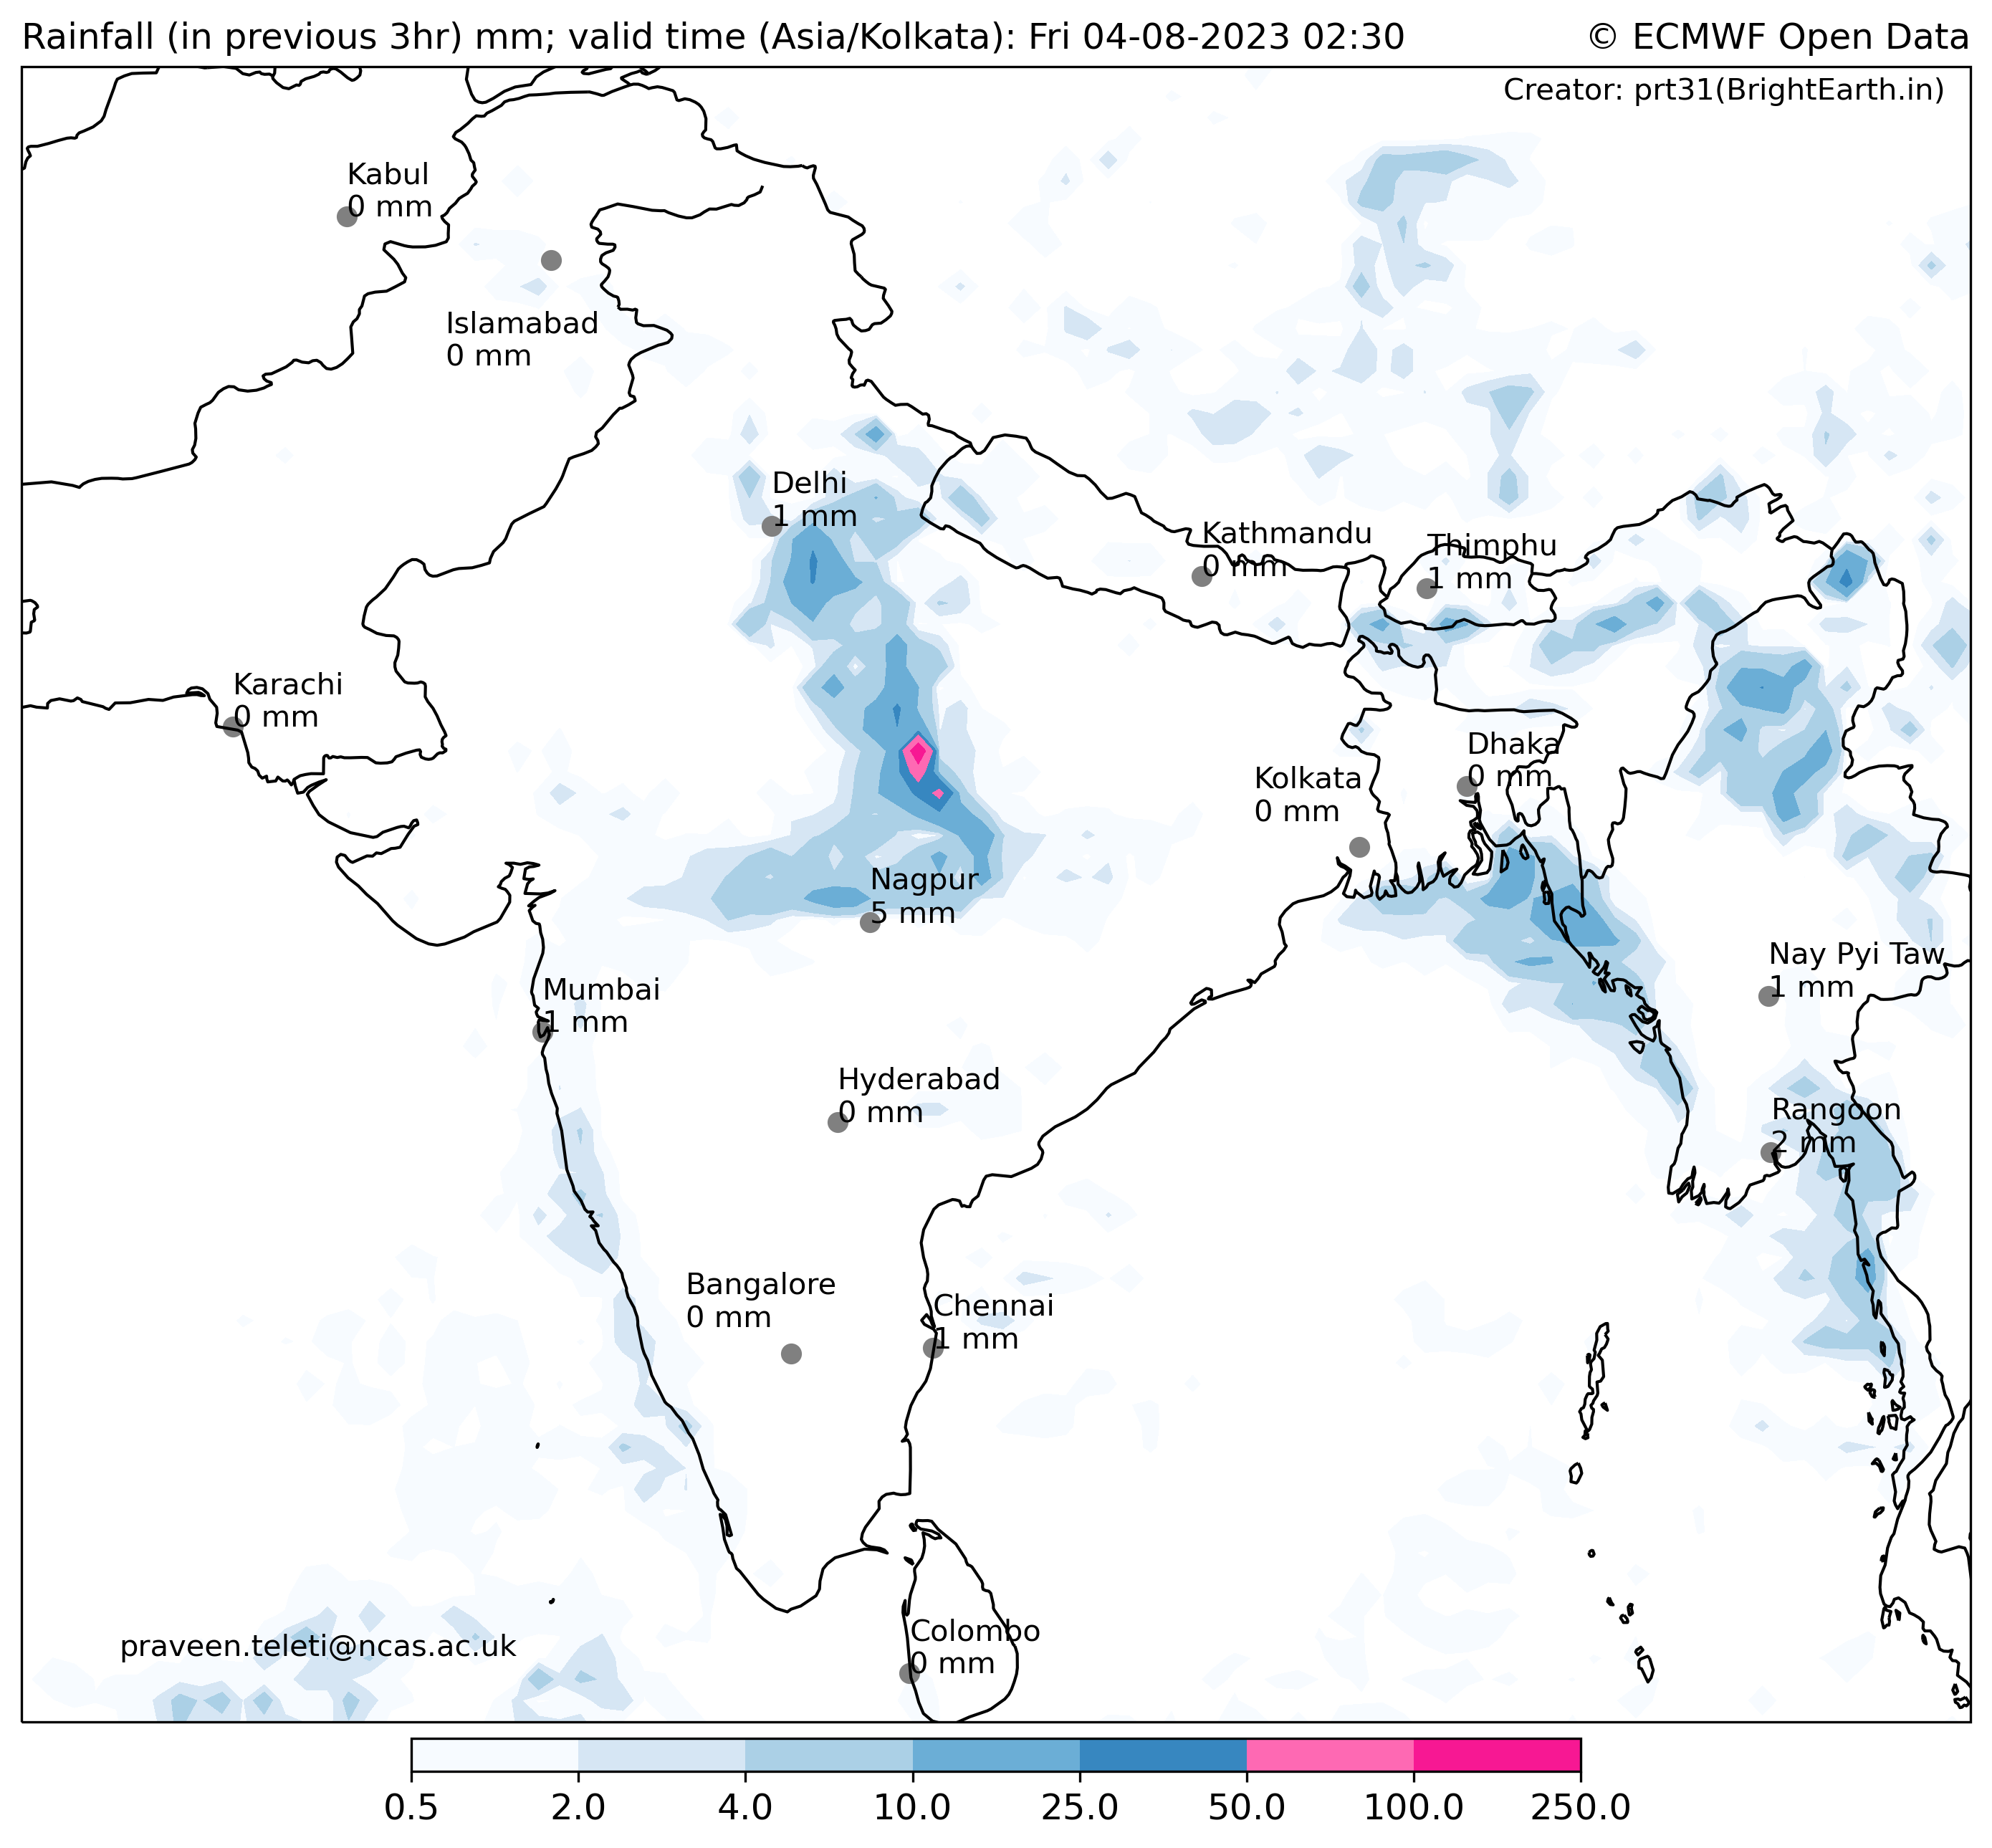 Rainfall (in previous 3hr) mm; valid time (Asia/Kolkata): Fri 04-08-2023 02:30
© ECMWF Open Data
Creator: prt31(BrightEarth.in)
Kabul
0 mm
Islamabad
0 mm
Delhi
1 mm
Kathmandu
0 mm
Thimphu
1 mm
Karachi
0 mm
Dhaka
0 mm
Kolkata
0 mm
Nagpur
5 mm
Nay Pyi Taw
1 mm
Mumbai
1 mm
Hyderabad
0 mm
Rangoon
2 mm
Bangalore
0 mm
Chennai
1 mm
Colombo
0 mm
praveen.teleti@ncas.ac.uk
0.5 2.0 4.0 10.0 25.0 50.0 100.0 250.0